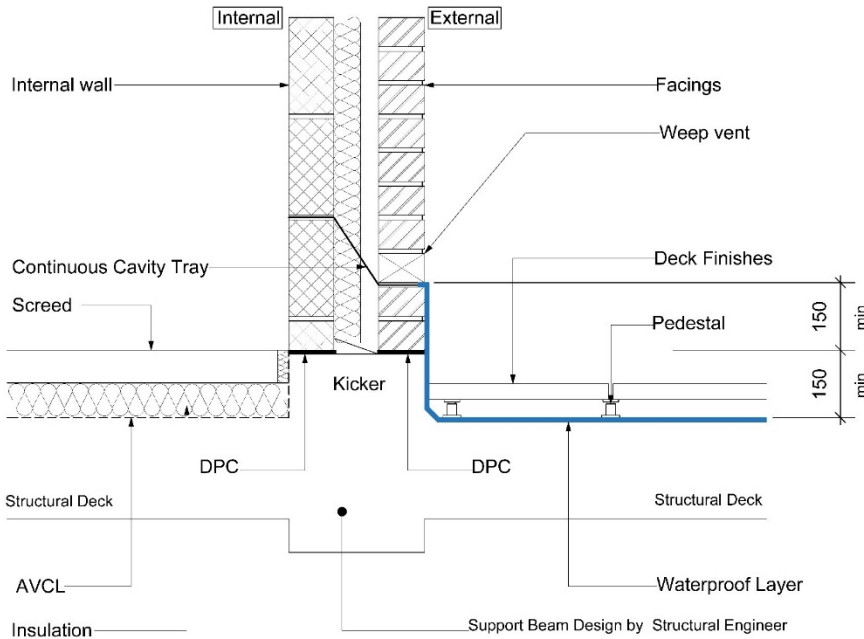 Internal
External
Internal wall
Facings
Weep vent
Continuous Cavity Tray
Deck Finishes
Screed
Pedestal
150
min
150
min
Kicker
DPC
DPC
Structural Deck
Structural Deck
AVCL
Waterproof Layer
Insulation
Support Beam Design by Structural Engineer